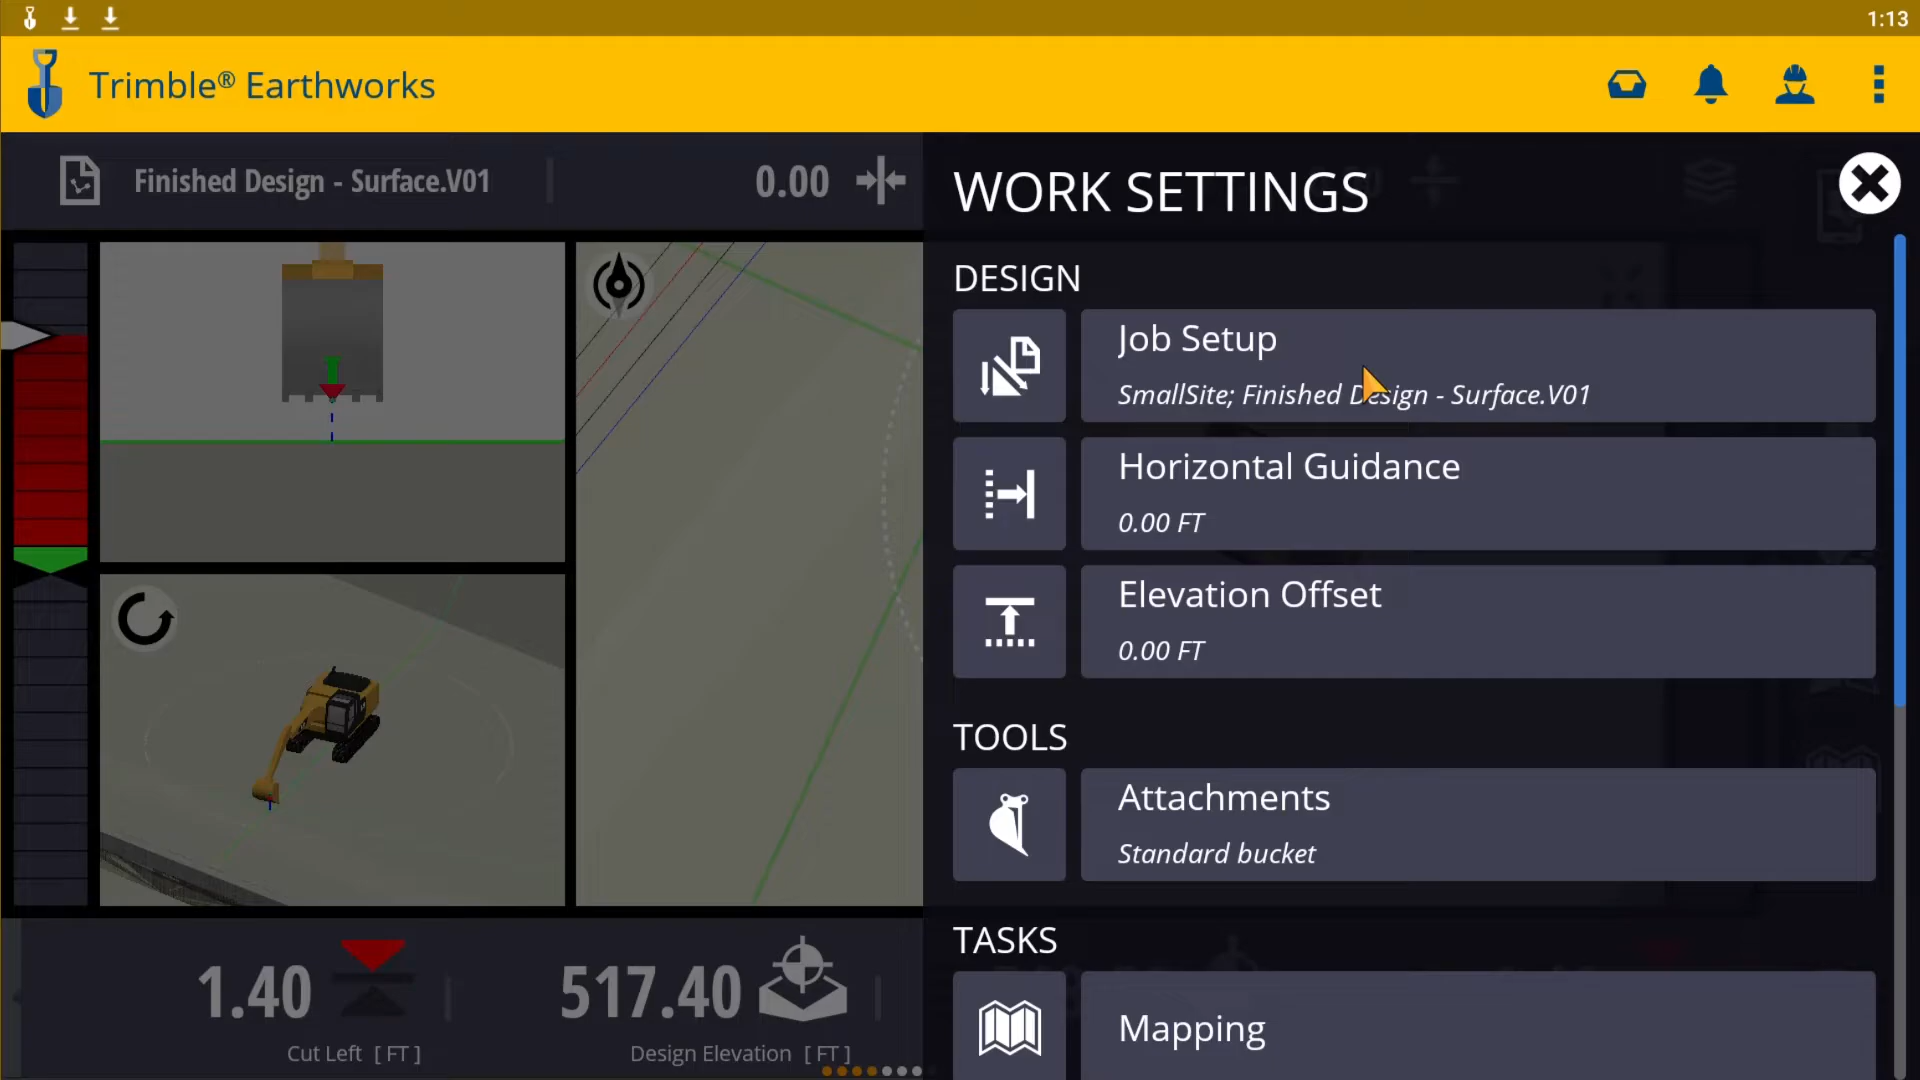 1:13
Trimble® Earthworks
Finished Design - Surface.V01
0.00
WORK SETTINGS
DESIGN
Job Setup
SmallSite; Finished Design - Surface.V01
Horizontal Guidance
0.00 FT
Elevation Offset
0.00 FT
TOOLS
Attachments
Standard bucket
TASKS
Mapping
1.40
Cut Left [ FT ]
517.40
Design Elevation [ FT ]